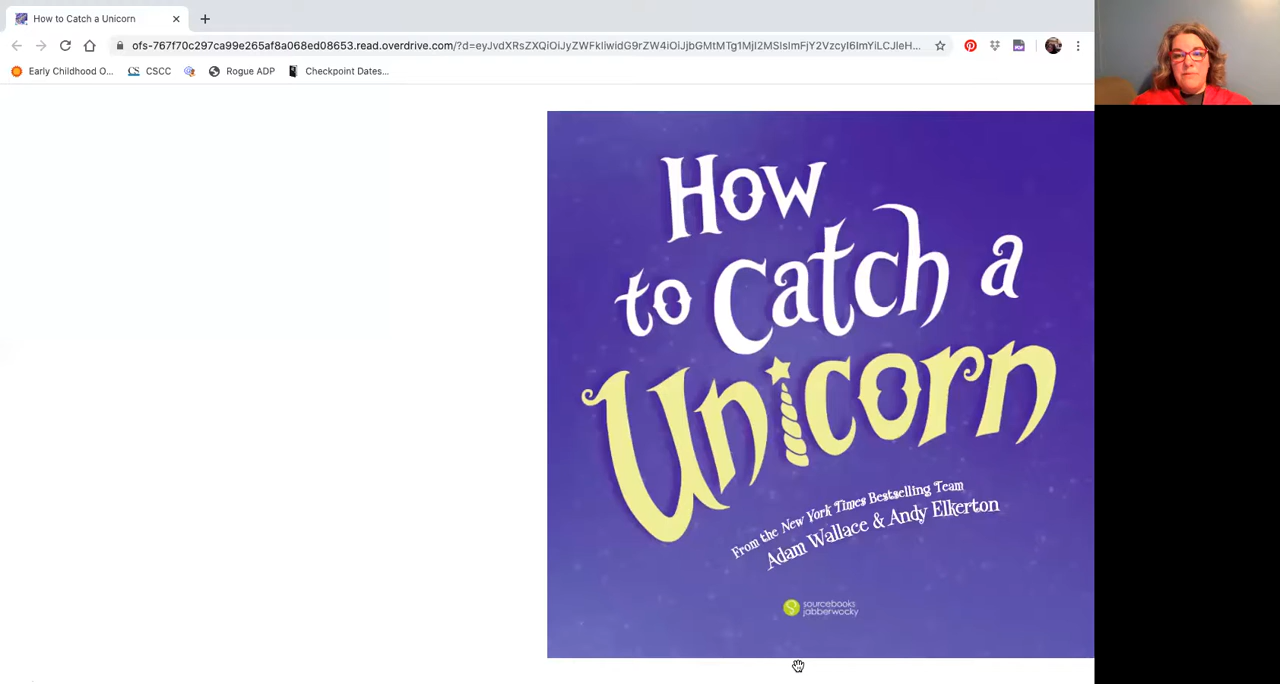 How to Catch a Unicorn
ofs-767f70c297ca99e265af8a068ed08653.read.overdrive.com/?d=
Early Childhood O...
CSCC
Rogue ADP
Checkpoint Dates...
PDF
How
to Catch a
Unicorn
From the New York Times Bestselling Team
Adam Wallace & Andy Elkerton
sourcebooks
jabberwocky